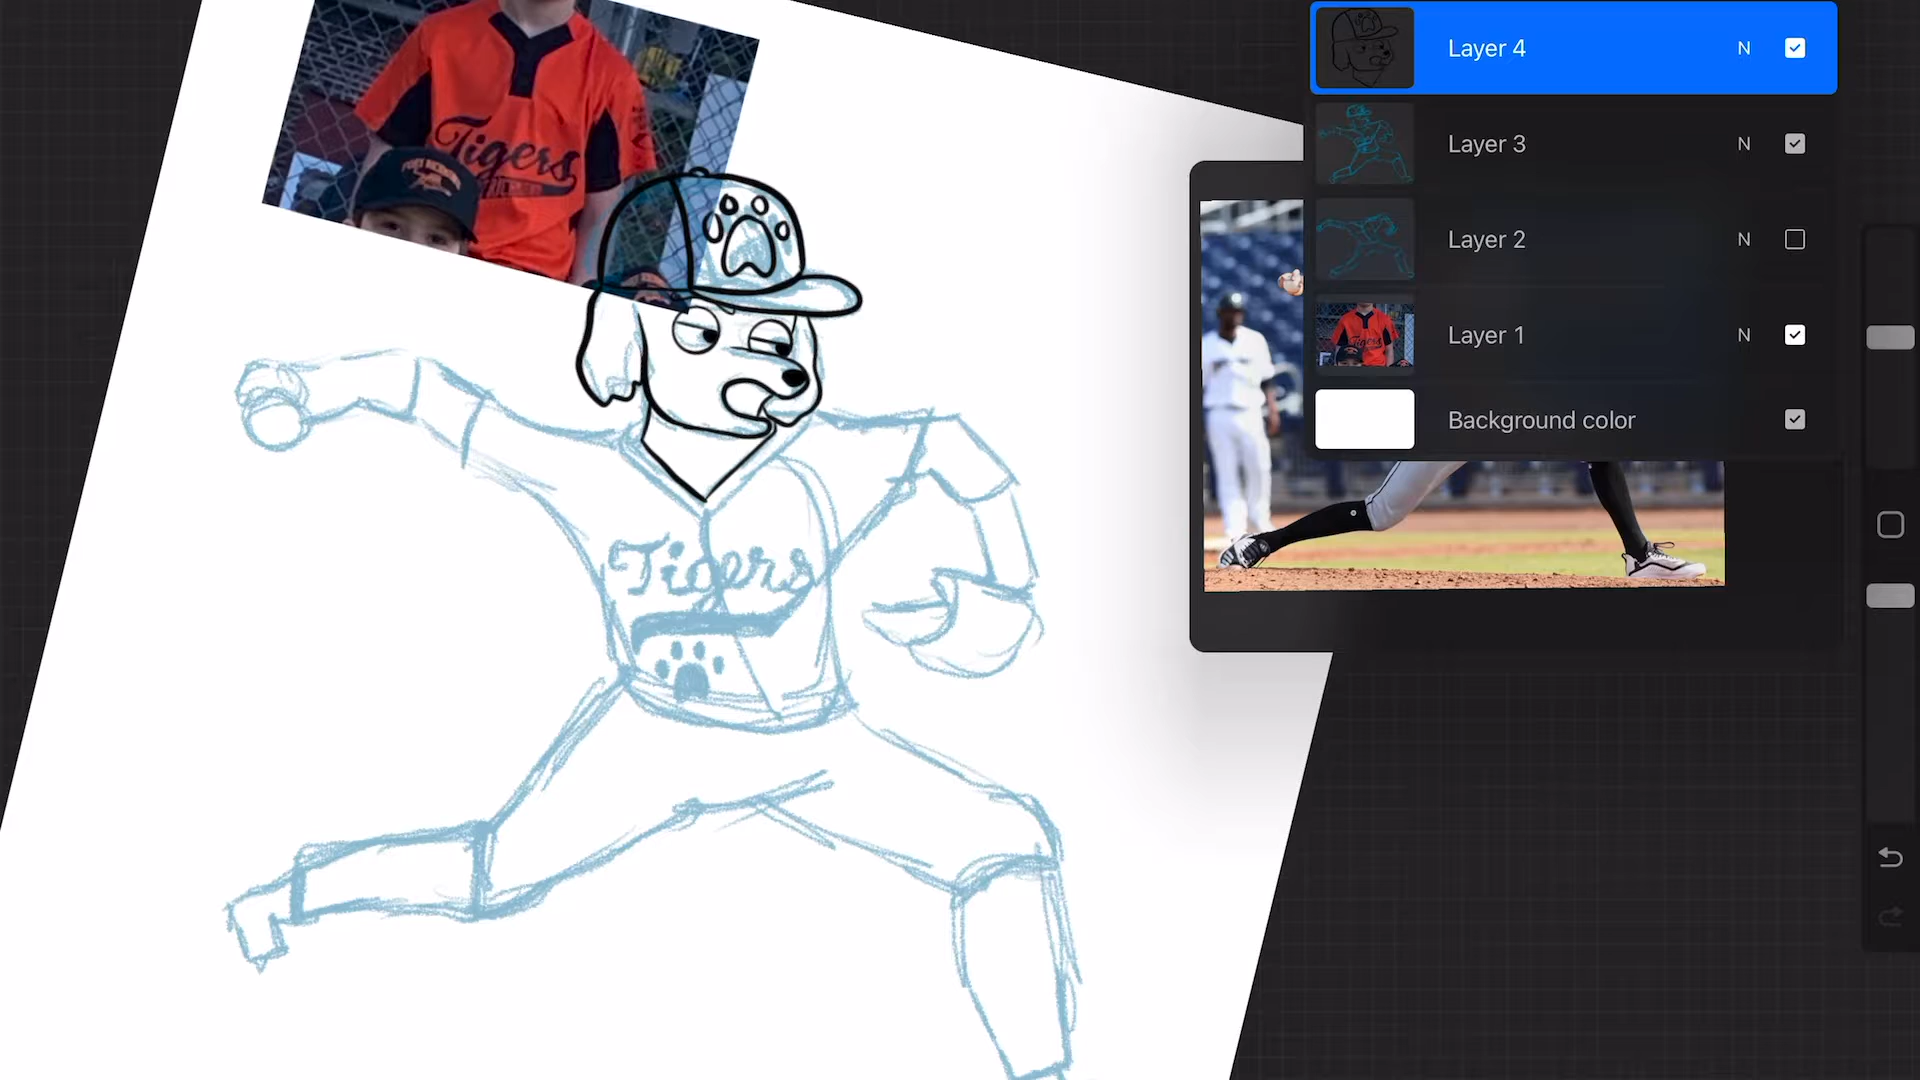 Tigers
Tigers
Layer 4 N
Layer 3 N
Layer 2 N
Layer 1 N
Background color